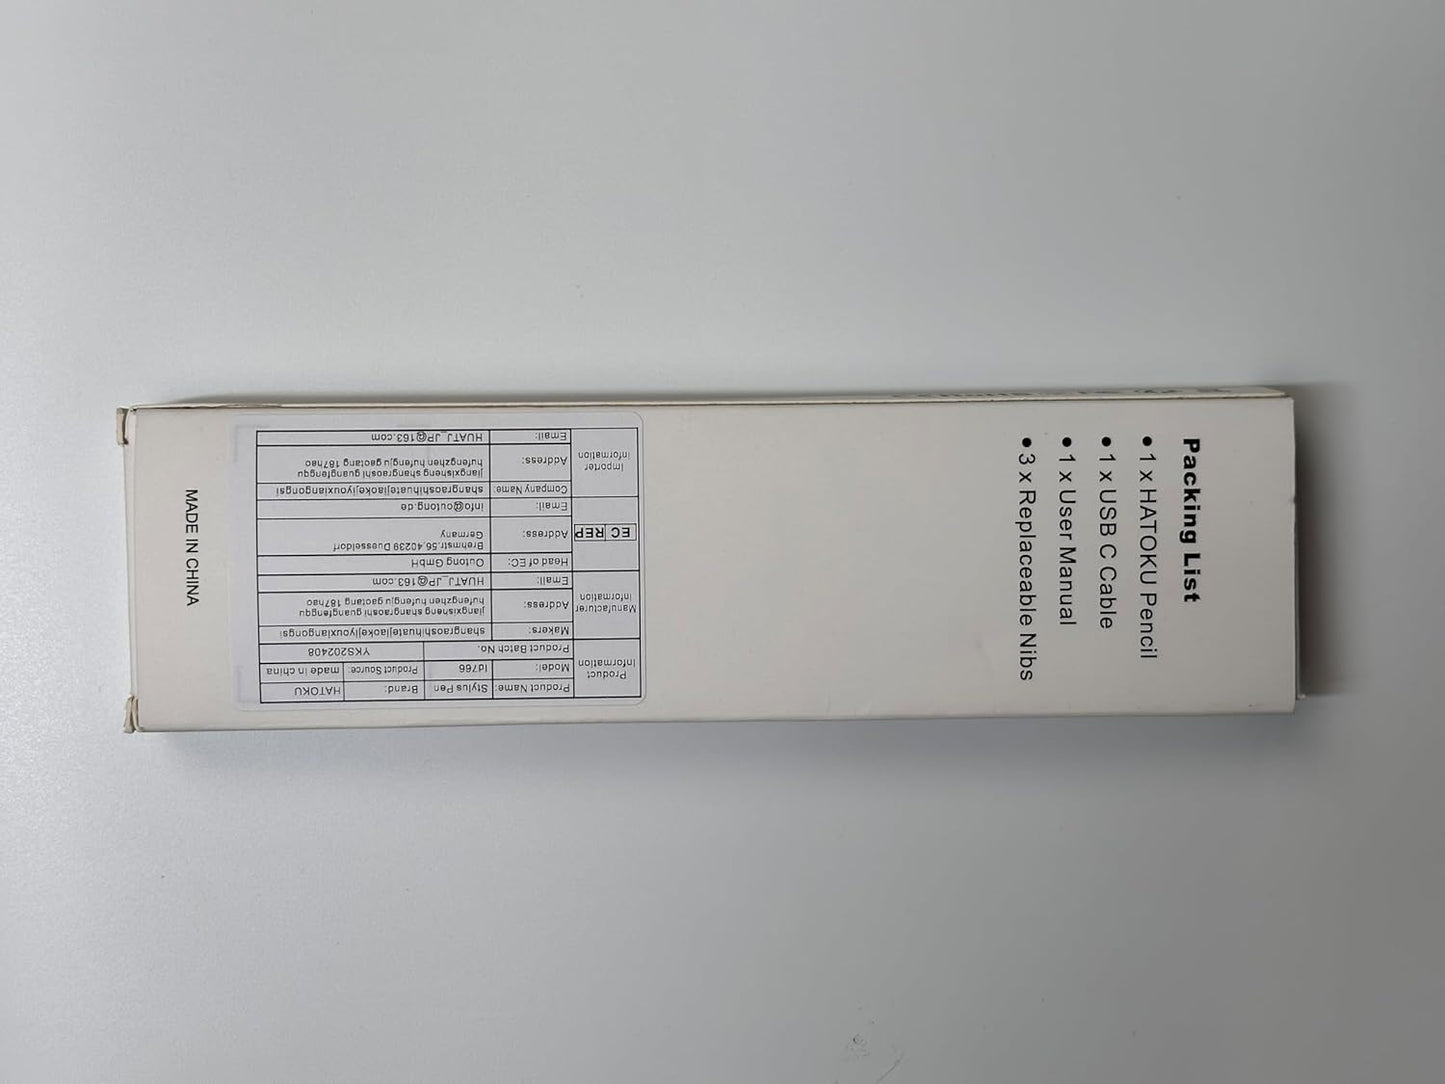 Packing List
● 1 x HATOKU Pencil
● 1 x USB C Cable
● 1 x User Manual
● 3 x Replaceable Nibs
Product Information
Product Name: Stylus Pen Brand: HATOKU
Model: Id766 Product Source: made in china
Product Batch No. YKS202408
Manufacturer Information
Makers: shangraoshihuatejiaokejyouxiangongsi
Address: jiangxisheng shangraoshi guangfengqu
hufengzhen hufengju gaotang 187hao
Email: HUATJ_JP@163.com
EC REP
Head of EC: Outong GmbH
Address: Brehmstr.56,40239 Duesseldorf
Germany
Email: info@outong.de
Importer Information
Company Name: shangraoshihuatejiaokejyouxiangongsi
Address: jiangxisheng shangraoshi guangfengqu
hufengzhen hufengju gaotang 187hao
Email: HUATJ_JP@163.com
MADE IN CHINA